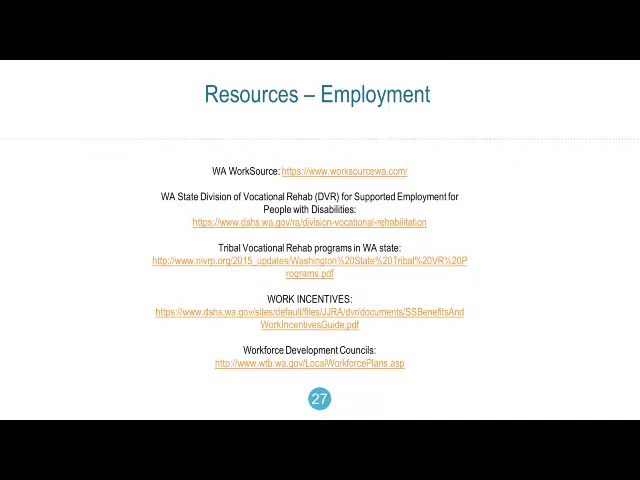 Resources – Employment
WA WorkSource: https://www.worksourcewa.com/
WA State Division of Vocational Rehab (DVR) for Supported Employment for
People with Disabilities:
https://www.dshs.wa.gov/ra/division-vocational-rehabilitation
Tribal Vocational Rehab programs in WA state:
http://www.nivrp.org/2015_updates/Washington%20State%20Tribal%20VR%20P
rograms.pdf
WORK INCENTIVES:
https://www.dshs.wa.gov/sites/default/files/JJRA/dvr/documents/SSBenefitsAnd
WorkIncentivesGuide.pdf
Workforce Development Councils:
http://www.wtb.wa.gov/LocalWorkforcePlans.asp
27